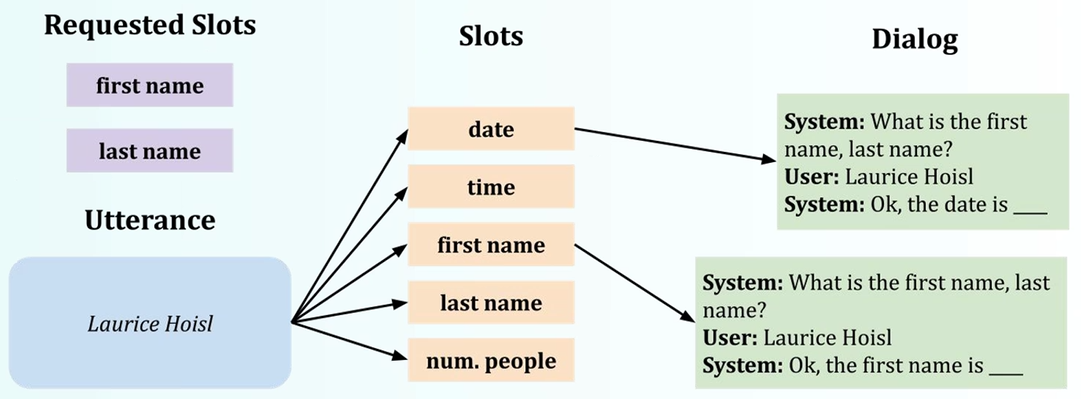 Requested Slots
first name
last name
Utterance
Laurice Hoisl
Slots
date
time
first name
last name
num. people
Dialog
System: What is the first
name, last name?
User: Laurice Hoisl
System: Ok, the date is ____
System: What is the first name, last
name?
User: Laurice Hoisl
System: Ok, the first name is ____